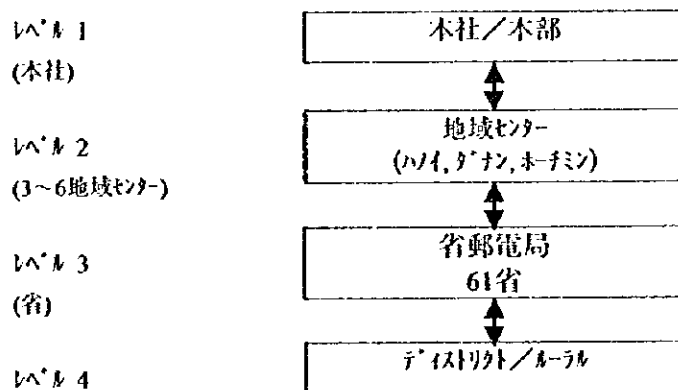 ﾚﾍﾞﾙ 1
本社／本部
(本社)
地域ｾﾝﾀｰ
ﾚﾍﾞﾙ 2
(ﾊﾉｲ, ﾀﾞﾅﾝ, ﾎｰﾁﾐﾝ)
(3～6地域ｾﾝﾀｰ)
省郵電局
ﾚﾍﾞﾙ 3
61省
(省)
ﾃﾞｨｽﾄﾘｸﾄ／ﾙｰﾗﾙ
ﾚﾍﾞﾙ 4